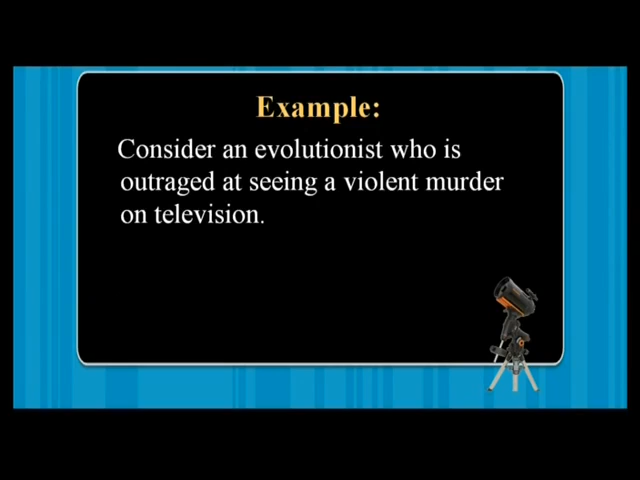 Example:
Consider an evolutionist who is
outraged at seeing a violent murder
on television.